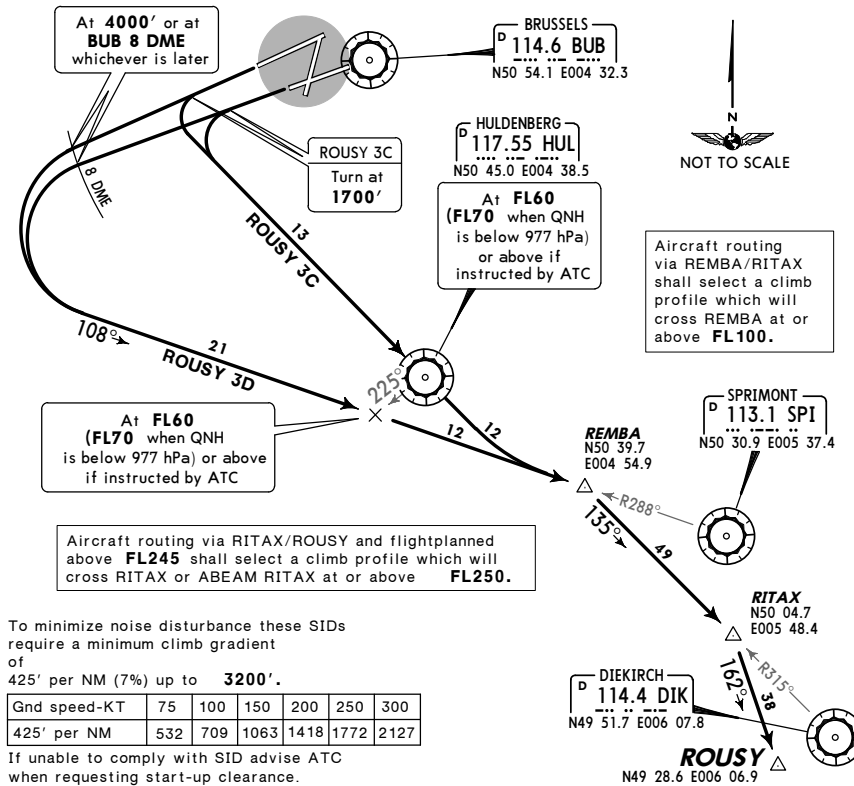 At 4000' or at
BUB 8 DME
whichever is later
BRUSSELS
D 114.6 BUB
N50 54.1 E004 32.3
N
NOT TO SCALE
HULDENBERG
D 117.55 HUL
N50 45.0 E004 38.5
ROUSY 3C
Turn at
1700'
8 DME
At FL60
(FL70 when QNH
is below 977 hPa)
or above if
instructed by ATC
13
ROUSY 3C
Aircraft routing
via REMBA/RITAX
shall select a climb
profile which will
cross REMBA at or
above FL100.
108°
21
ROUSY 3D
225°
At FL60
(FL70 when QNH
is below 977 hPa) or above
if instructed by ATC
12
12
REMBA
N50 39.7
E004 54.9
SPRIMONT
D 113.1 SPI
N50 30.9 E005 37.4
R288°
135°
49
Aircraft routing via RITAX/ROUSY and flightplanned
above FL245 shall select a climb profile which will
cross RITAX or ABEAM RITAX at or above FL250.
RITAX
N50 04.7
E005 48.4
To minimize noise disturbance these SIDs
require a minimum climb gradient
of
425' per NM (7%) up to 3200'.
Gnd speed-KT 75 100 150 200 250 300
425' per NM 532 709 1063 1418 1772 2127
If unable to comply with SID advise ATC
when requesting start-up clearance.
R315°
162°
38
DIEKIRCH
D 114.4 DIK
N49 51.7 E006 07.8
ROUSY
N49 28.6 E006 06.9